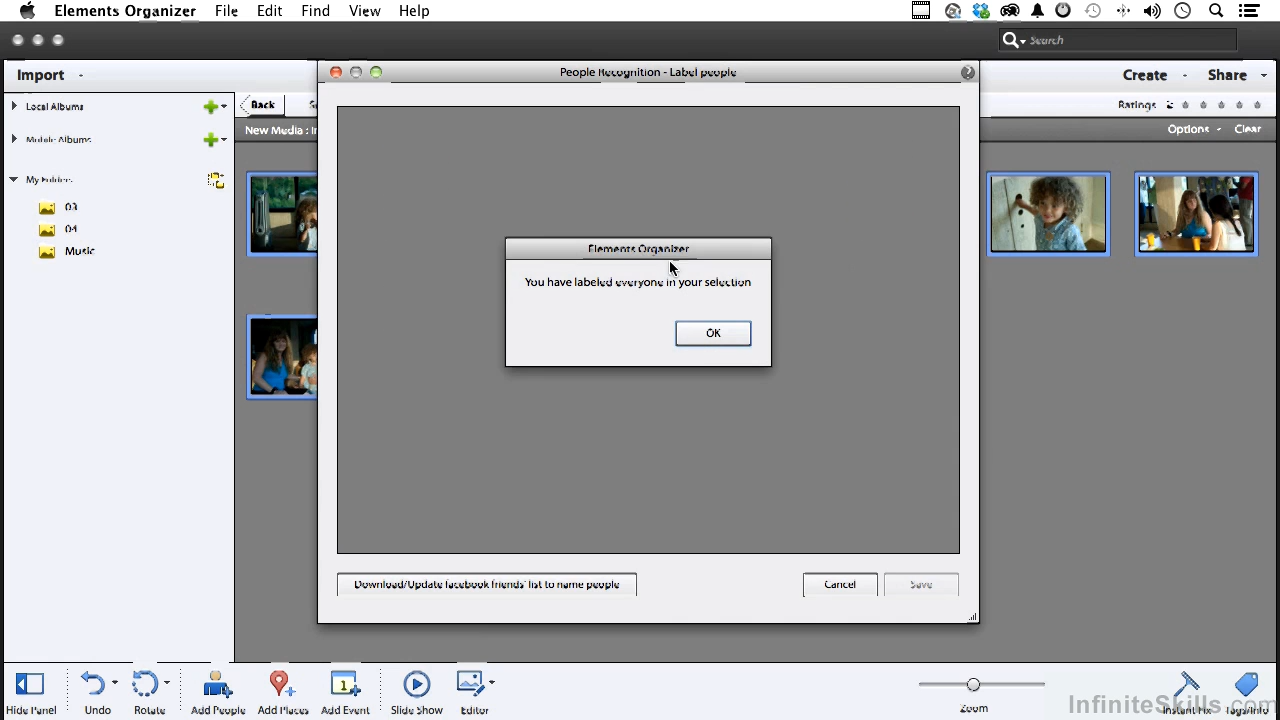 Elements Organizer File Edit Find View Help
Search
Import
People Recognition - Label people
Create Share
Local Albums
Back
Ratings
New Media : I
Options Clear
Mobile Albums
My Folders
03
04
Music
Elements Organizer
You have labeled everyone in your selection
OK
Download/Update facebook friends' list to name people
Cancel Save
Hide Panel Undo Rotate Add People Add Places Add Event Slide Show Editor Zoom Instant Fix Tags/Info
InfiniteSkills.com